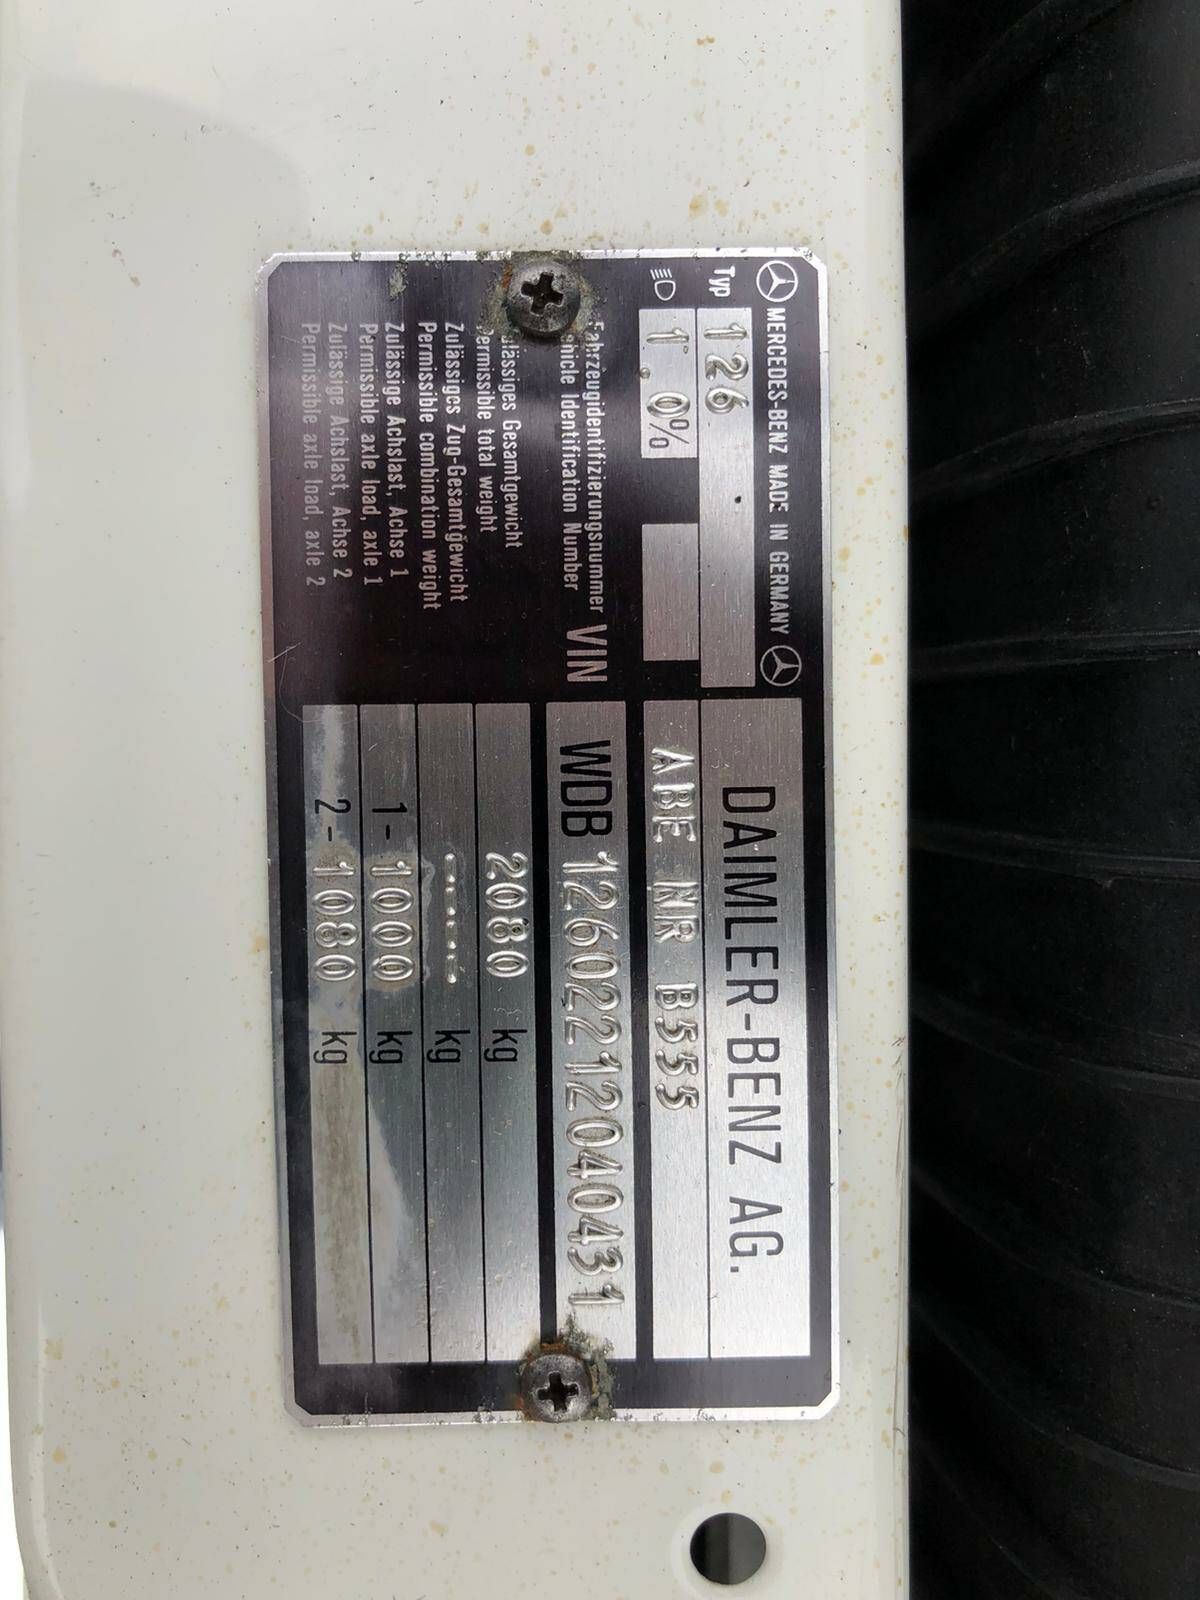 MERCEDES-BENZ MADE IN GERMANY
Typ 126
1.0%
DAIMLER-BENZ AG.
ABE NR B555
Fahrzeugidentifizierungsnummer
Vehicle Identification Number
VIN
WDB 12602212040431
Zulässiges Gesamtgewicht
Permissible total weight
2080 kg
Zulässiges Zug-Gesamtgewicht
Permissible combination weight
-.-.-.- kg
Zulässige Achslast, Achse 1
Permissible axle load, axle 1
1- 1000 kg
Zulässige Achslast, Achse 2
Permissible axle load, axle 2
2- 1080 kg